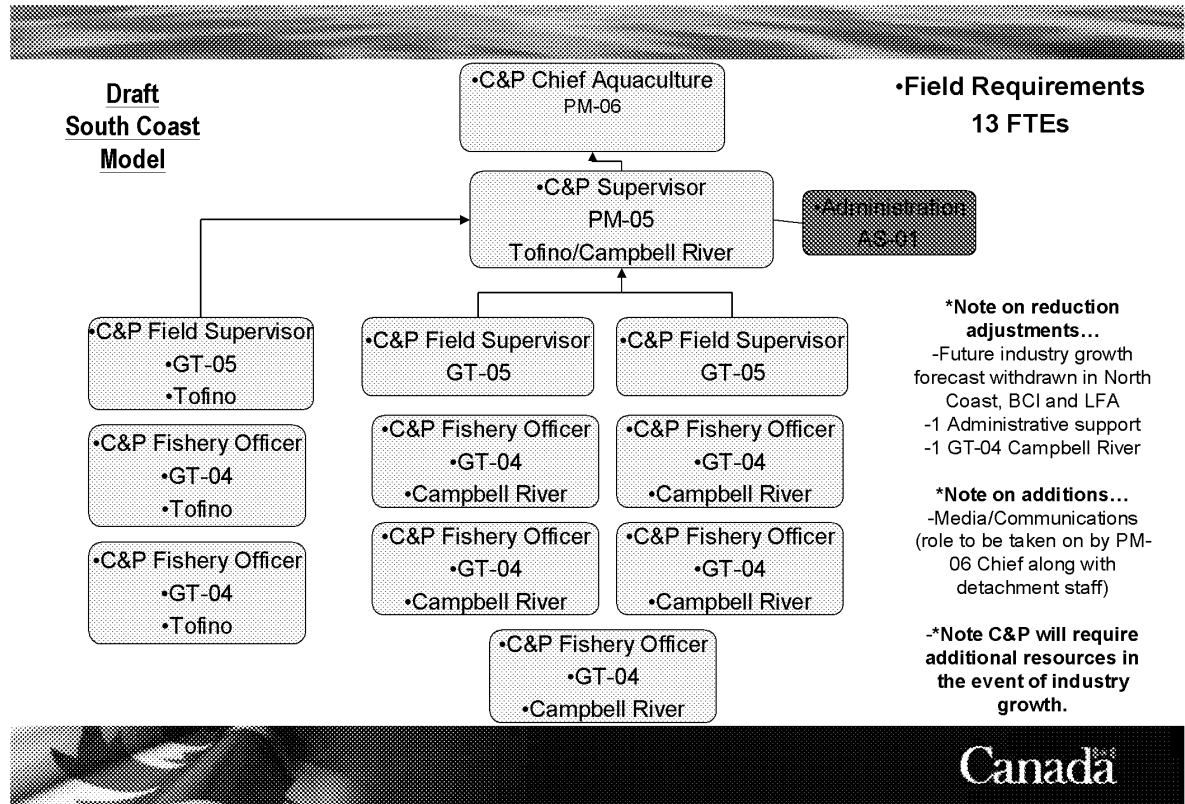 Draft
South Coast
Model
•C&P Chief Aquaculture
PM-06
•Field Requirements
13 FTEs
•C&P Supervisor
PM-05
Tofino/Campbell River
•Administration
AS-01
•C&P Field Supervisor
•GT-05
•Tofino
•C&P Field Supervisor
GT-05
•C&P Field Supervisor
GT-05
•C&P Fishery Officer
•GT-04
•Tofino
•C&P Fishery Officer
•GT-04
•Campbell River
•C&P Fishery Officer
•GT-04
•Campbell River
•C&P Fishery Officer
•GT-04
•Tofino
•C&P Fishery Officer
•GT-04
•Campbell River
•C&P Fishery Officer
•GT-04
•Campbell River
•C&P Fishery Officer
•GT-04
•Campbell River
*Note on reduction
adjustments…
-Future industry growth
forecast withdrawn in North
Coast, BCI and LFA
-1 Administrative support
-1 GT-04 Campbell River
*Note on additions…
-Media/Communications
(role to be taken on by PM-
06 Chief along with
detachment staff)
-*Note C&P will require
additional resources in
the event of industry
growth.
Canada